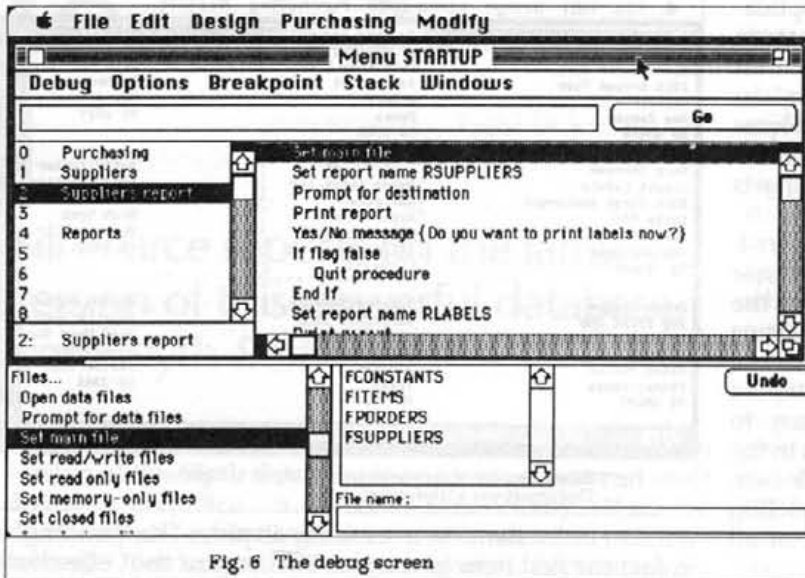 File Edit Design Purchasing Modify
Menu STARTUP
Debug Options Breakpoint Stack Windows
Go
0 Purchasing
1 Suppliers
2 Suppliers report
3
4 Reports
5
6
7
8
2: Suppliers report
Set main file
Set report name RSUPPLIERS
Prompt for destination
Print report
Yes/No message {Do you want to print labels now?}
If flag false
Quit procedure
End If
Set report name RLABELS
Print report
Files...
Open data files
Prompt for data files
Set main file
Set read/write files
Set read only files
Set memory-only files
Set closed files
FCONSTANTS
FITEMS
FPORDERS
FSUPPLIERS
File name:
Undo
Fig. 6 The debug screen